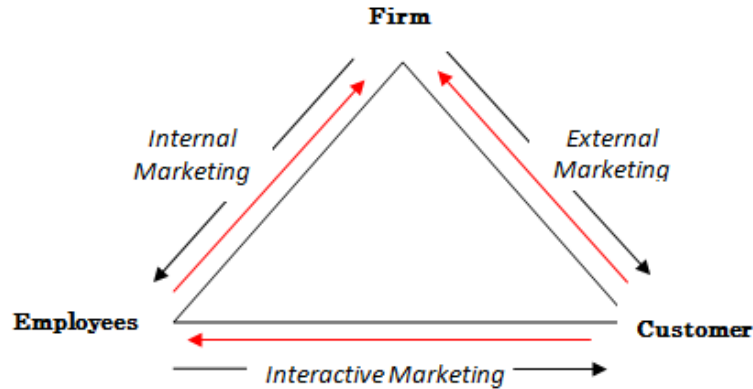 Firm
Internal
Marketing
External
Marketing
Employees
Customer
Interactive Marketing